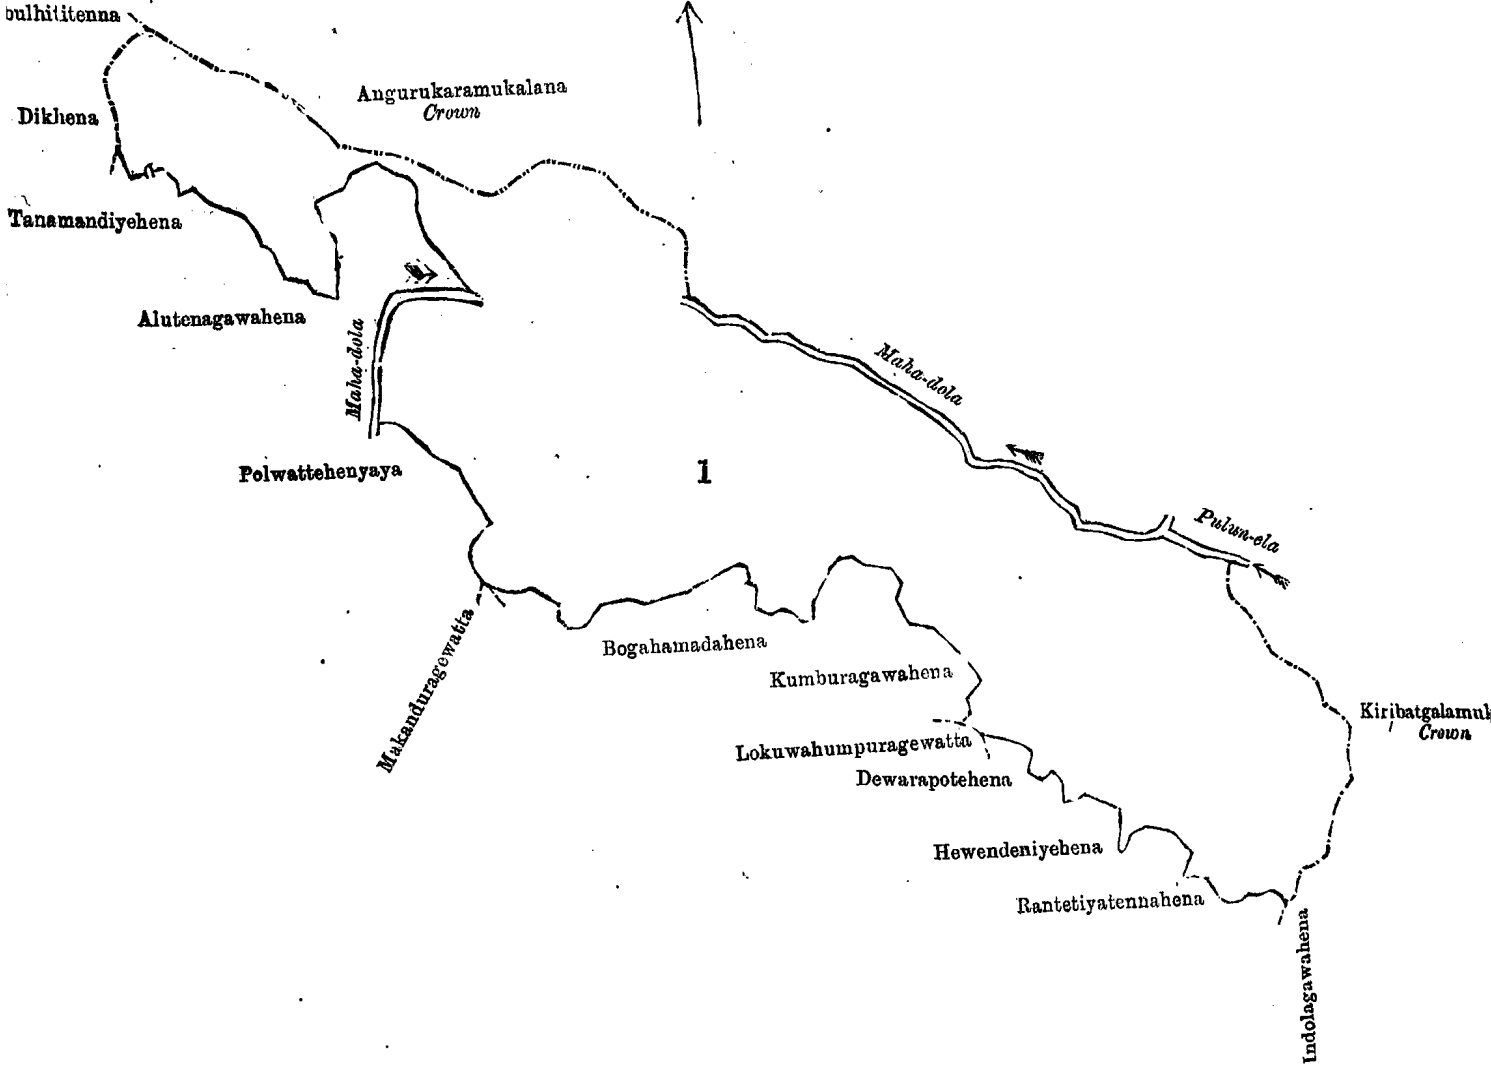 bulhititenna
Angurukaramukalana
Crown
Dikhena
Tanamandiyehena
Alutenagawahena
Maha-dola
Maha-dola
Polwattehenyaya
1
Pulun-ela
Makanduragewatta
Bogahamadahena
Kumburagawahena
Kiribatgalamul
Crown
Lokuwahumpuragewatta
Dewarapotehena
Hewendeniyehena
Rantetiyatennahena
Indolagawahena